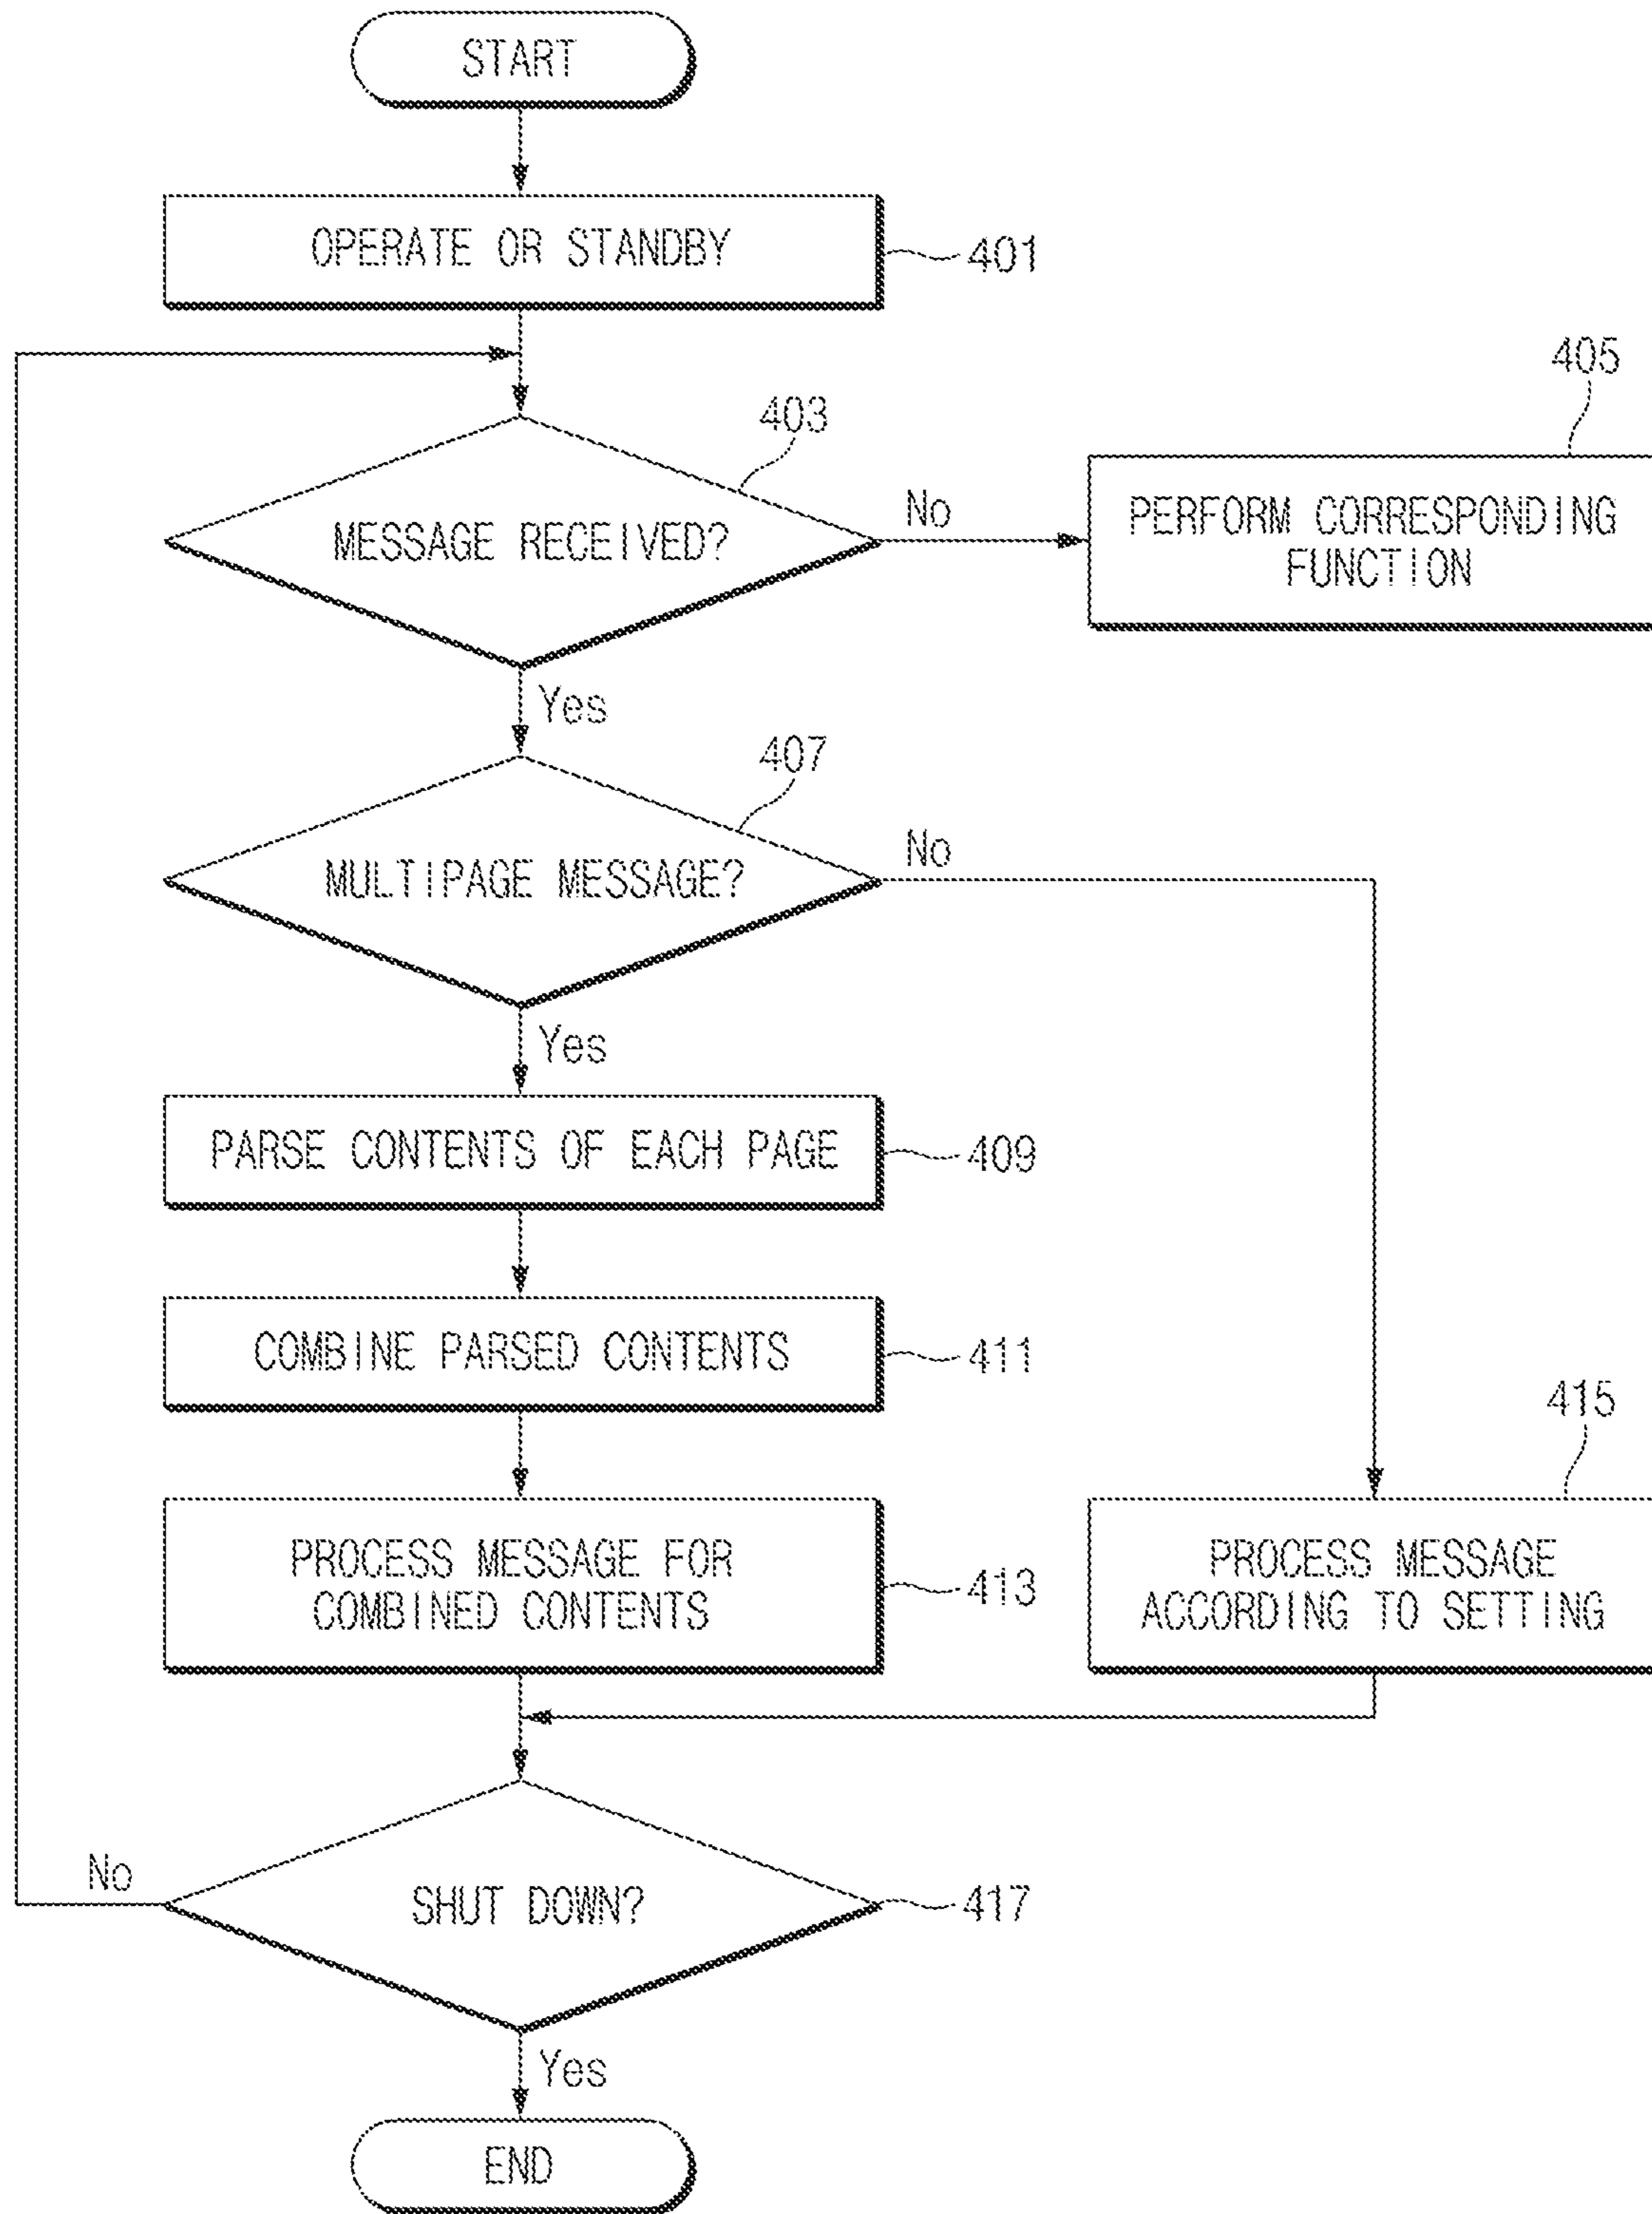 START
OPERATE OR STANDBY
401
405
403
MESSAGE RECEIVED?
No
PERFORM CORRESPONDING
FUNCTION
Yes
407
MULTIPAGE MESSAGE?
No
Yes
PARSE CONTENTS OF EACH PAGE
409
COMBINE PARSED CONTENTS
411
415
PROCESS MESSAGE FOR
COMBINED CONTENTS
413
PROCESS MESSAGE
ACCORDING TO SETTING
No
SHUT DOWN?
417
Yes
END